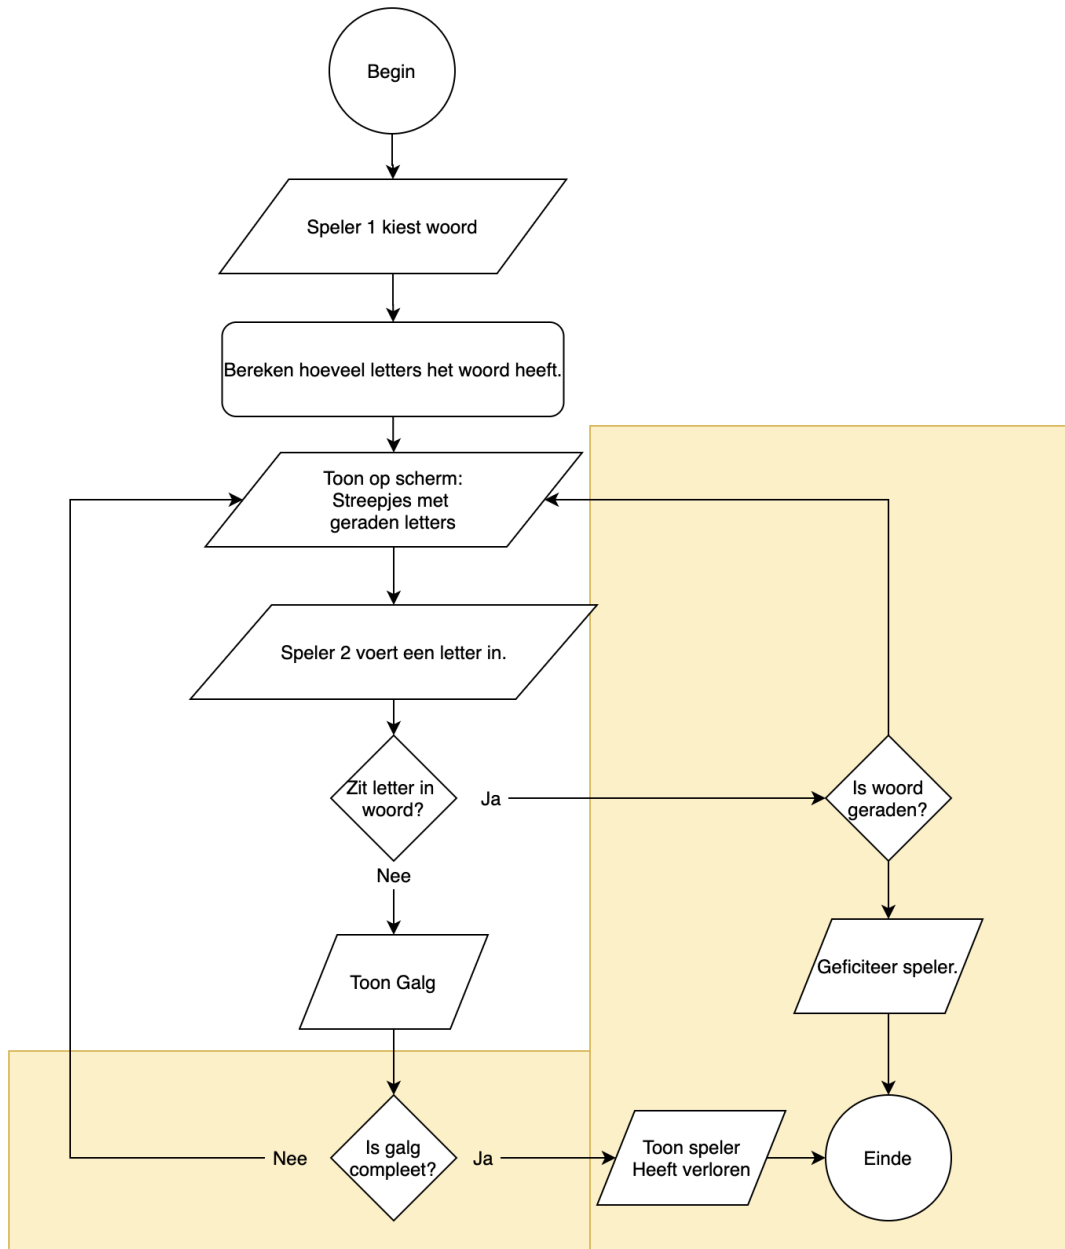 Begin
Speler 1 kiest woord
Bereken hoeveel letters het woord heeft.
Toon op scherm:
Streepjes met
geraden letters
Speler 2 voert een letter in.
Zit letter in
woord?
Ja
Is woord
geraden?
Nee
Geficiteer speler.
Toon Galg
Nee
Is galg
compleet?
Ja
Toon speler
Heeft verloren
Einde